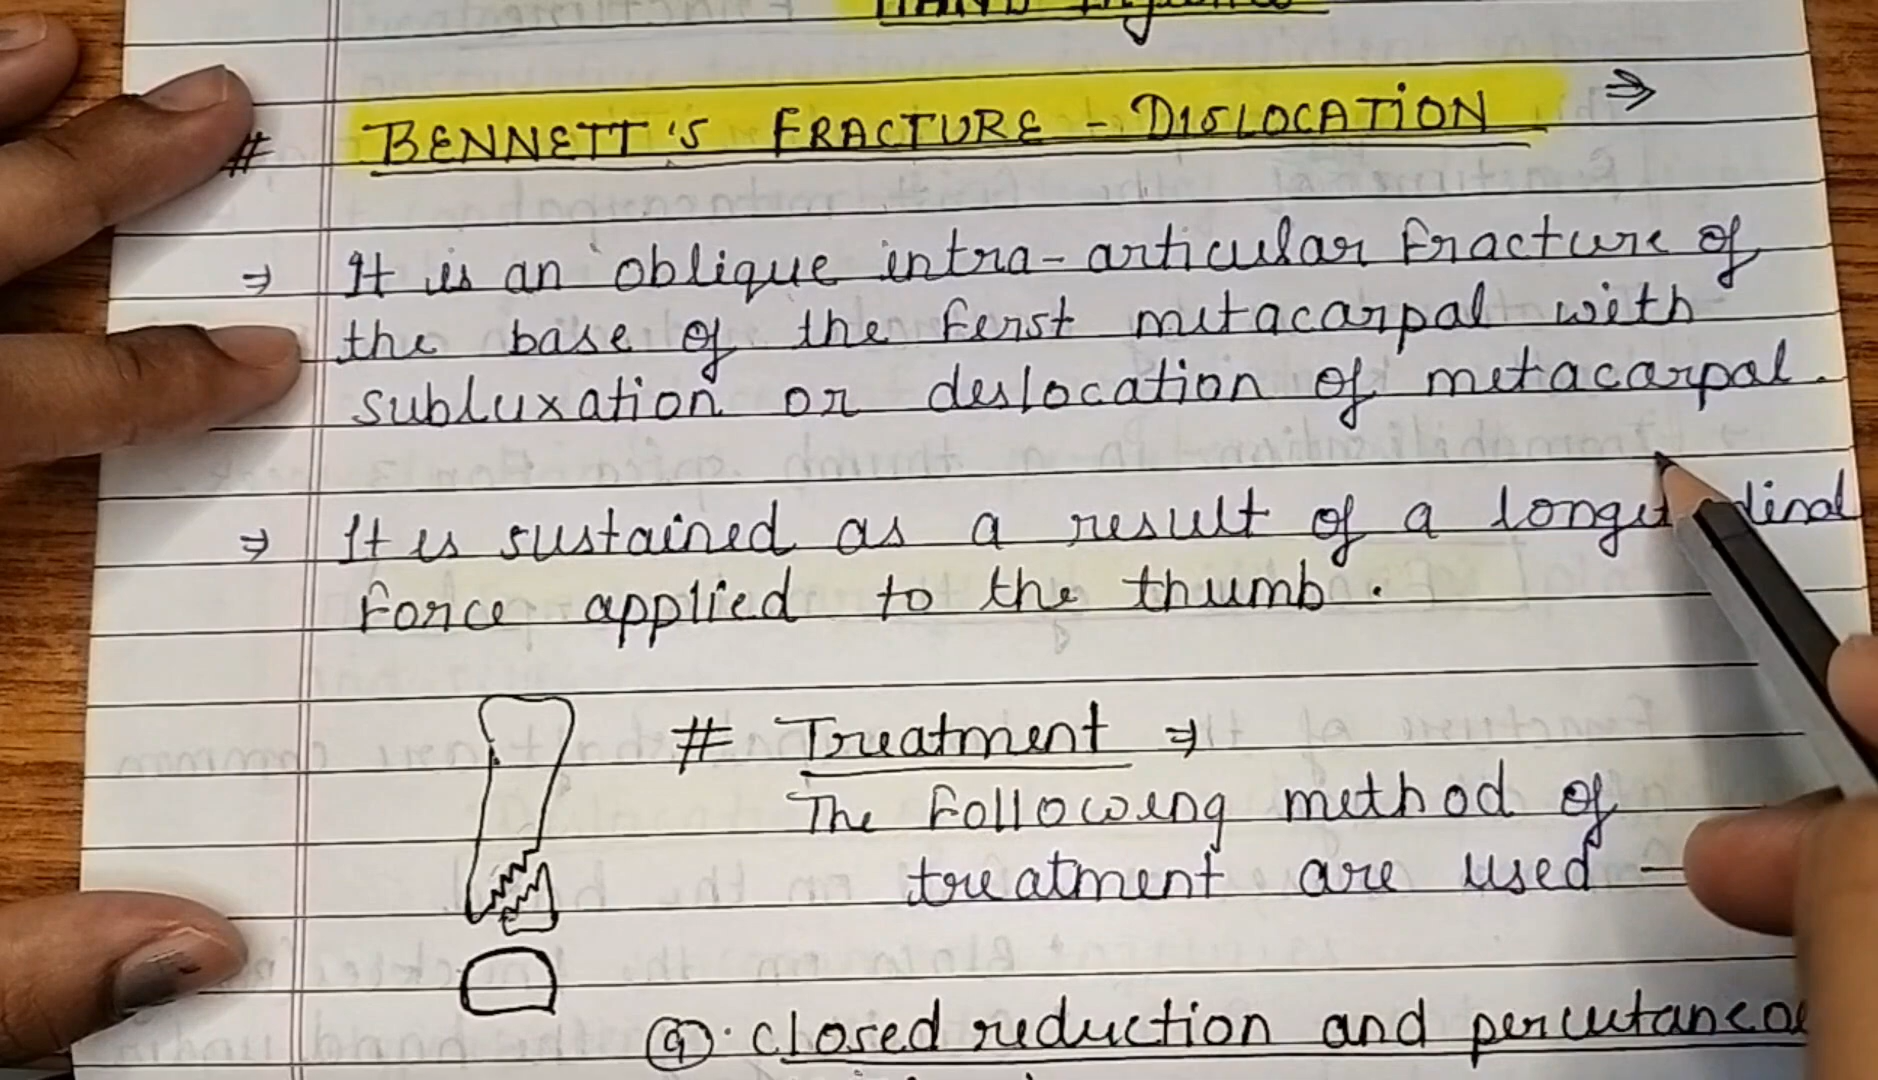 HAND Injuries
# BENNETT'S FRACTURE - DISLOCATION ⇒
⇒ It is an oblique intra-articular Fracture of
the base of the First metacarpal with
subluxation or dislocation of metacarpal.
⇒ It is sustained as a result of a longitudinal
Force applied to the thumb.
# Treatment ⇒
The Following method of
treatment are used —
(a). closed reduction and